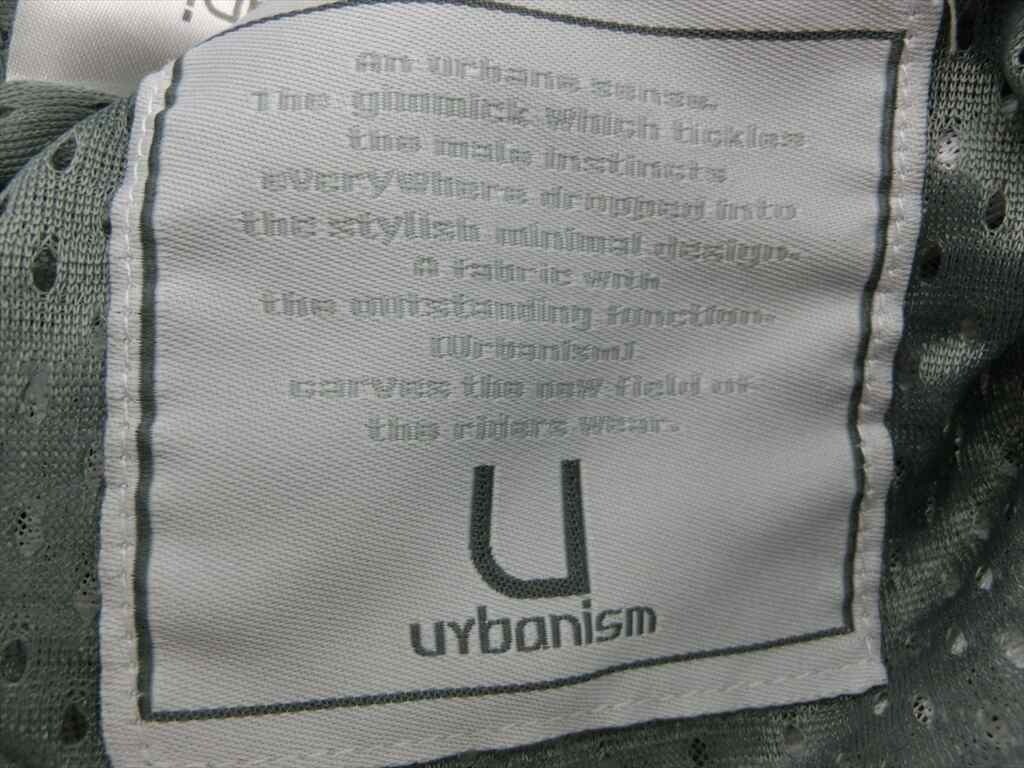 An urbane sense.
The gimmick which tickles
the male instincts
everywhere dropped into
the stylish minimal design.
A fabric with
the outstanding function.
[Urbanism]
carves the new field of
the riders wear.
U
urbanism